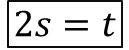 2s = t